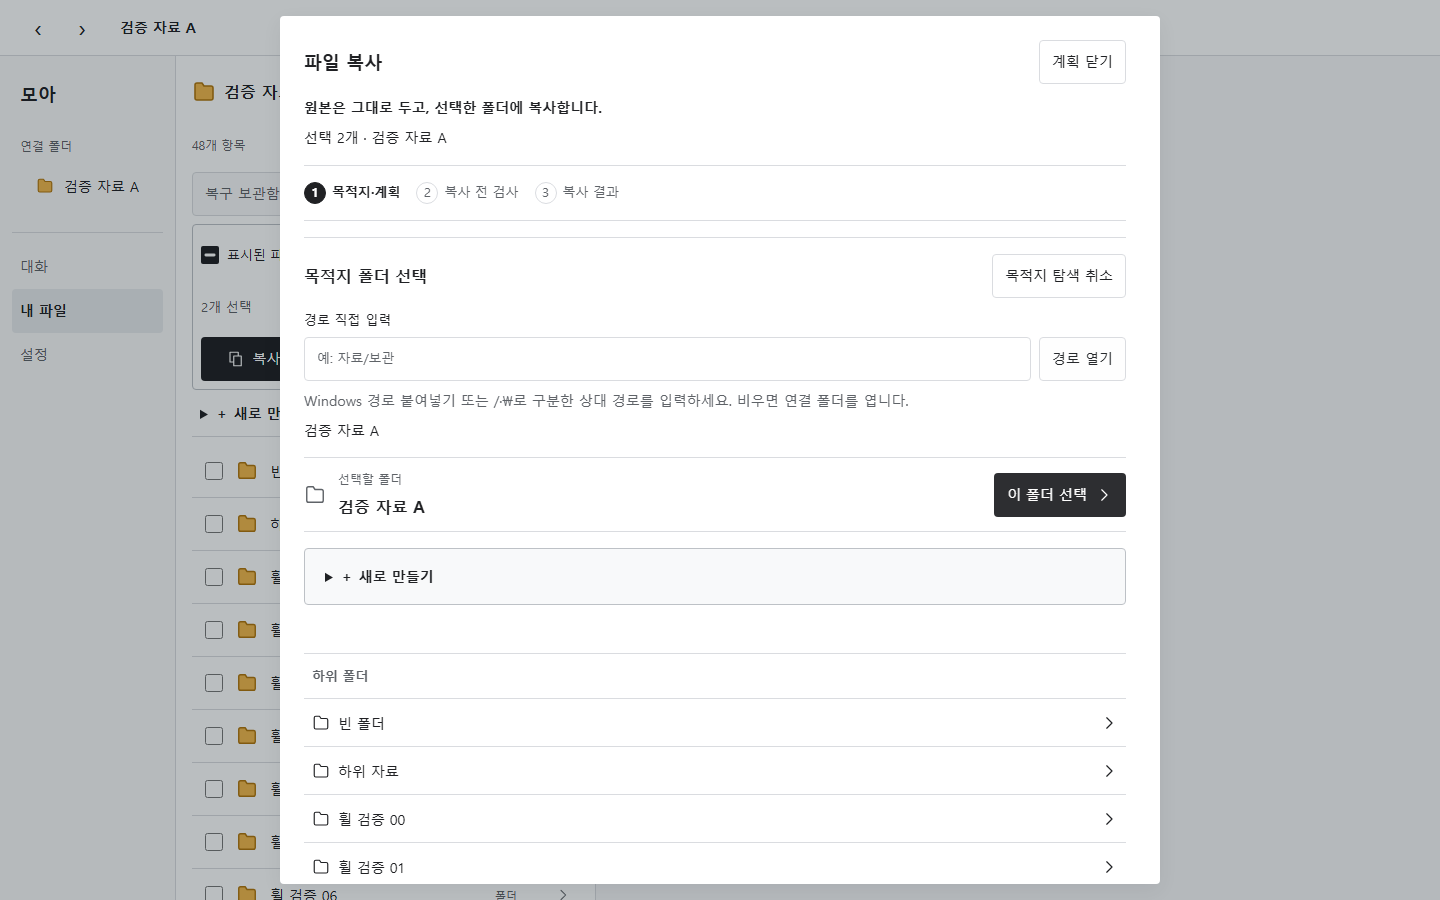 검증 자료 A
모아
연결 폴더
검증 자료 A
대화
내 파일
설정
검증
48개 항목
복구 보관함
표시된
2개 선택
복사
+ 새로
휠 검증 06
폴더
파일 복사
계획 닫기
원본은 그대로 두고, 선택한 폴더에 복사합니다.
선택 2개 · 검증 자료 A
1 목적지·계획 2 복사 전 검사 3 복사 결과
목적지 폴더 선택
목적지 탐색 취소
경로 직접 입력
예: 자료/보관
경로 열기
Windows 경로 붙여넣기 또는 /·₩로 구분한 상대 경로를 입력하세요. 비우면 연결 폴더를 엽니다.
검증 자료 A
선택할 폴더
검증 자료 A
이 폴더 선택
+ 새로 만들기
하위 폴더
빈 폴더
하위 자료
휠 검증 00
휠 검증 01